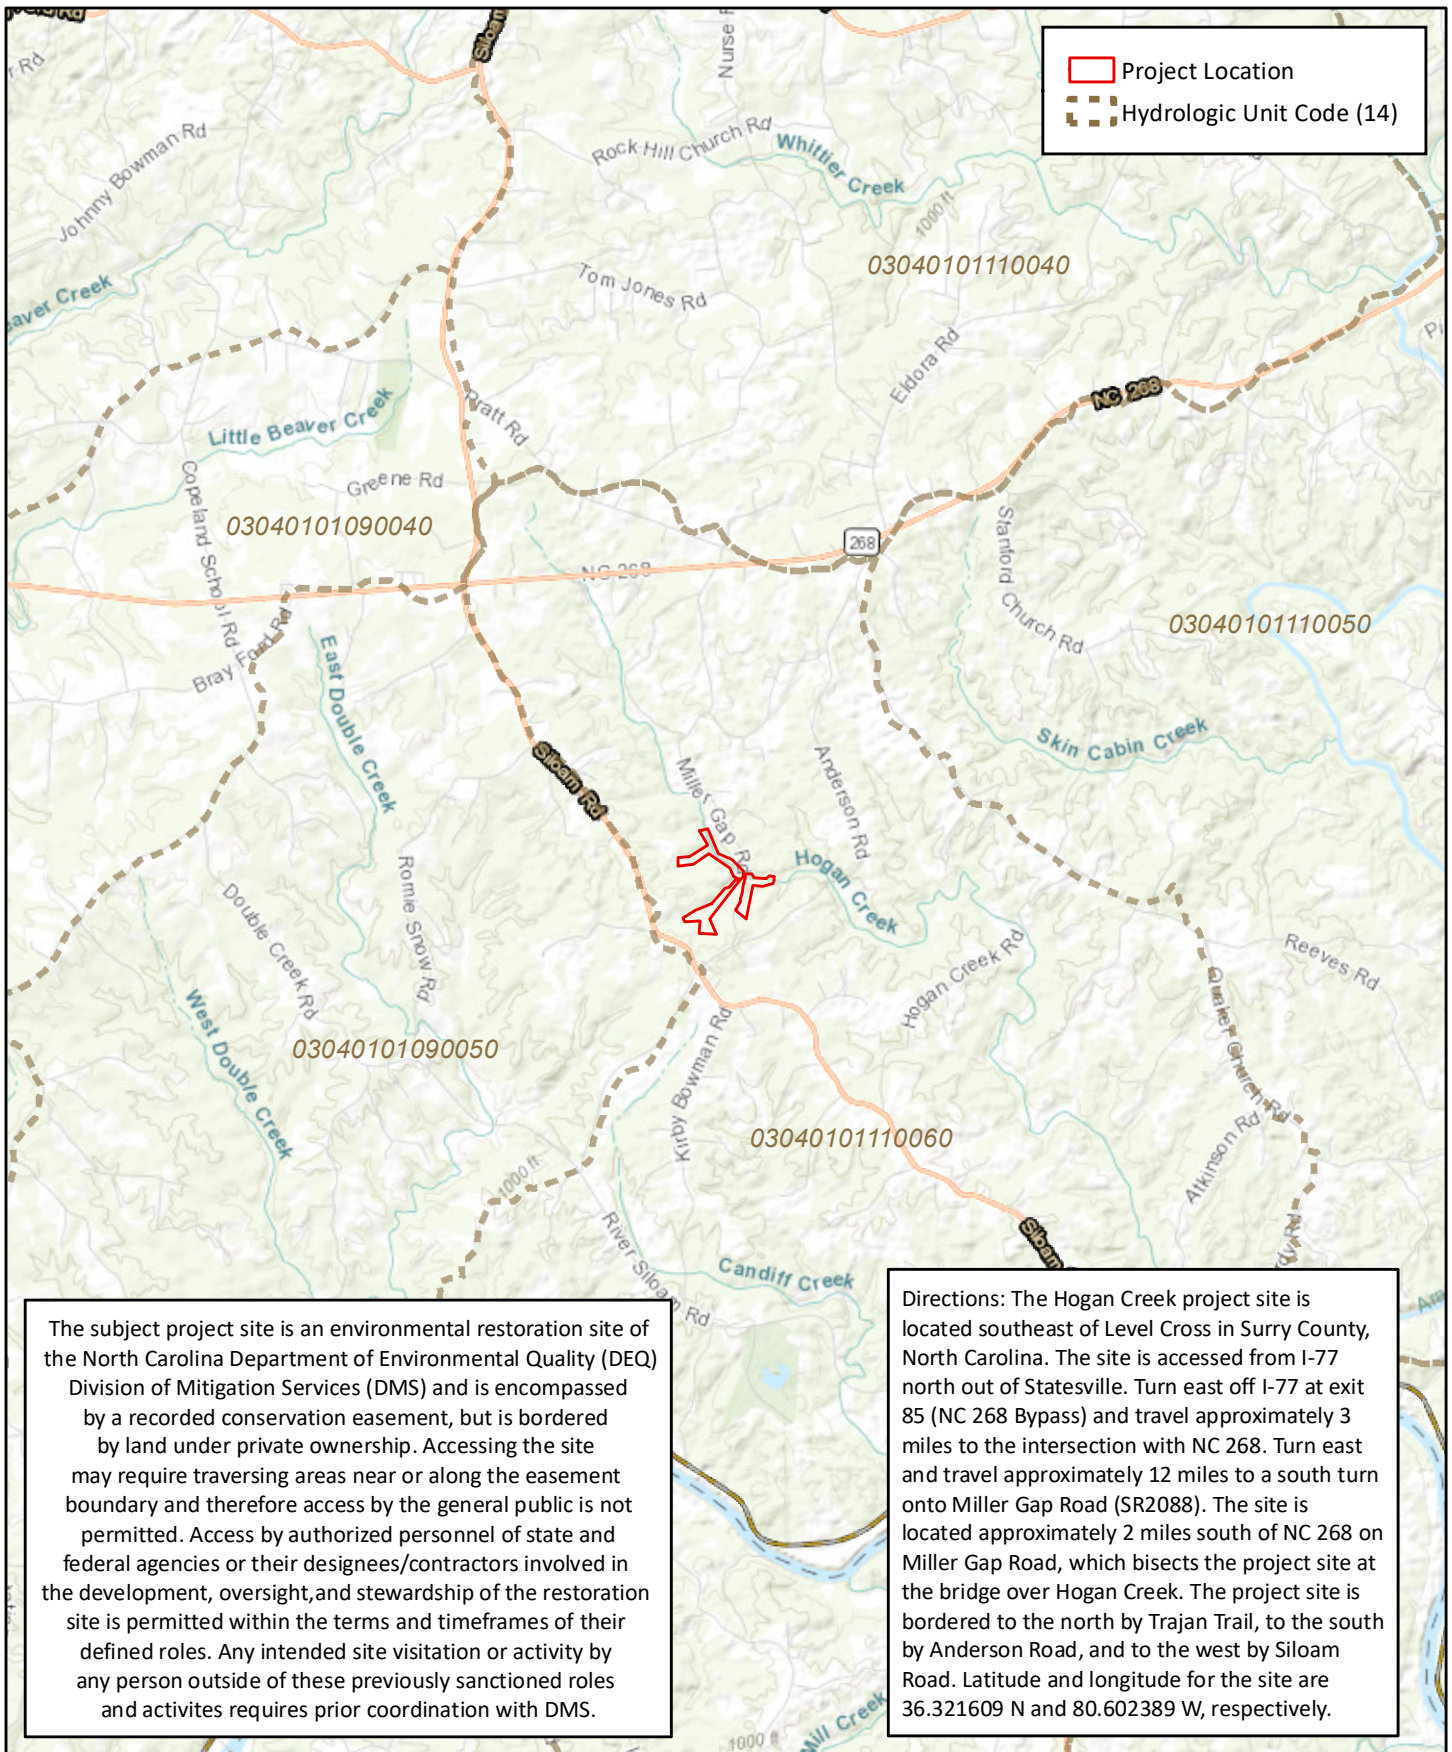 Siloam
Nurse
Project Location
Hydrologic Unit Code (14)
Rd
Johnny Bowman Rd
Rock Hill Church Rd
Whittier Creek
1000 ft
03040101110040
Tom Jones Rd
Creek
Eldora Rd
NC 268
Pratt Rd
Little Beaver Creek
Greene Rd
Copeland School Rd
03040101090040
268
NC 268
Stanford Church Rd
03040101110050
Bray Ford Rd
East Double Creek
Skin Cabin Creek
Siloam Rd
Miller Gap Rd
Anderson Rd
Hogan Creek
Romie Snow Rd
Double Creek Rd
Hogan Creek Rd
Reeves Rd
Quaker Church Rd
West Double Creek
03040101090050
Kirby Bowman Rd
03040101110060
Atkinson Rd
1000 ft
River Siloam Rd
Siloam
Candiff Creek
The subject project site is an environmental restoration site of
the North Carolina Department of Environmental Quality (DEQ)
Division of Mitigation Services (DMS) and is encompassed
by a recorded conservation easement, but is bordered
by land under private ownership. Accessing the site
may require traversing areas near or along the easement
boundary and therefore access by the general public is not
permitted. Access by authorized personnel of state and
federal agencies or their designees/contractors involved in
the development, oversight,and stewardship of the restoration
site is permitted within the terms and timeframes of their
defined roles. Any intended site visitation or activity by
any person outside of these previously sanctioned roles
and activites requires prior coordination with DMS.
Directions: The Hogan Creek project site is
located southeast of Level Cross in Surry County,
North Carolina. The site is accessed from I-77
north out of Statesville. Turn east off I-77 at exit
85 (NC 268 Bypass) and travel approximately 3
miles to the intersection with NC 268. Turn east
and travel approximately 12 miles to a south turn
onto Miller Gap Road (SR2088). The site is
located approximately 2 miles south of NC 268 on
Miller Gap Road, which bisects the project site at
the bridge over Hogan Creek. The project site is
bordered to the north by Trajan Trail, to the south
by Anderson Road, and to the west by Siloam
Road. Latitude and longitude for the site are
36.321609 N and 80.602389 W, respectively.
Mill Creek
1000 ft